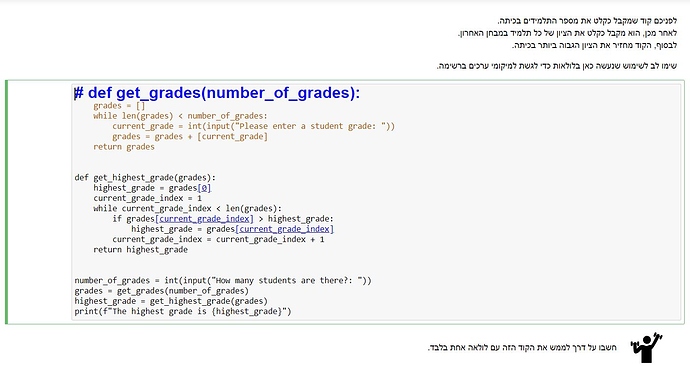 לפניכם קוד שמקבל כקלט את מספר התלמידים בכיתה.
לאחר מכן, הוא מקבל כקלט את הציון של כל תלמיד במבחן האחרון.
לבסוף, הקוד מחזיר את הציון הגבוה ביותר בכיתה.
שימו לב לשימוש שנעשה כאן בלולאות כדי לגשת למיקומי ערכים ברשימה.
# def get_grades(number_of_grades):
    grades = []
    while len(grades) < number_of_grades:
        current_grade = int(input("Please enter a student grade: "))
        grades = grades + [current_grade]
    return grades
def get_highest_grade(grades):
    highest_grade = grades[0]
    current_grade_index = 1
    while current_grade_index < len(grades):
        if grades[current_grade_index] > highest_grade:
            highest_grade = grades[current_grade_index]
        current_grade_index = current_grade_index + 1
    return highest_grade
number_of_grades = int(input("How many students are there?: "))
grades = get_grades(number_of_grades)
highest_grade = get_highest_grade(grades)
print(f"The highest grade is {highest_grade}")
חשבו על דרך לממש את הקוד הזה עם לולאה אחת בלבד.